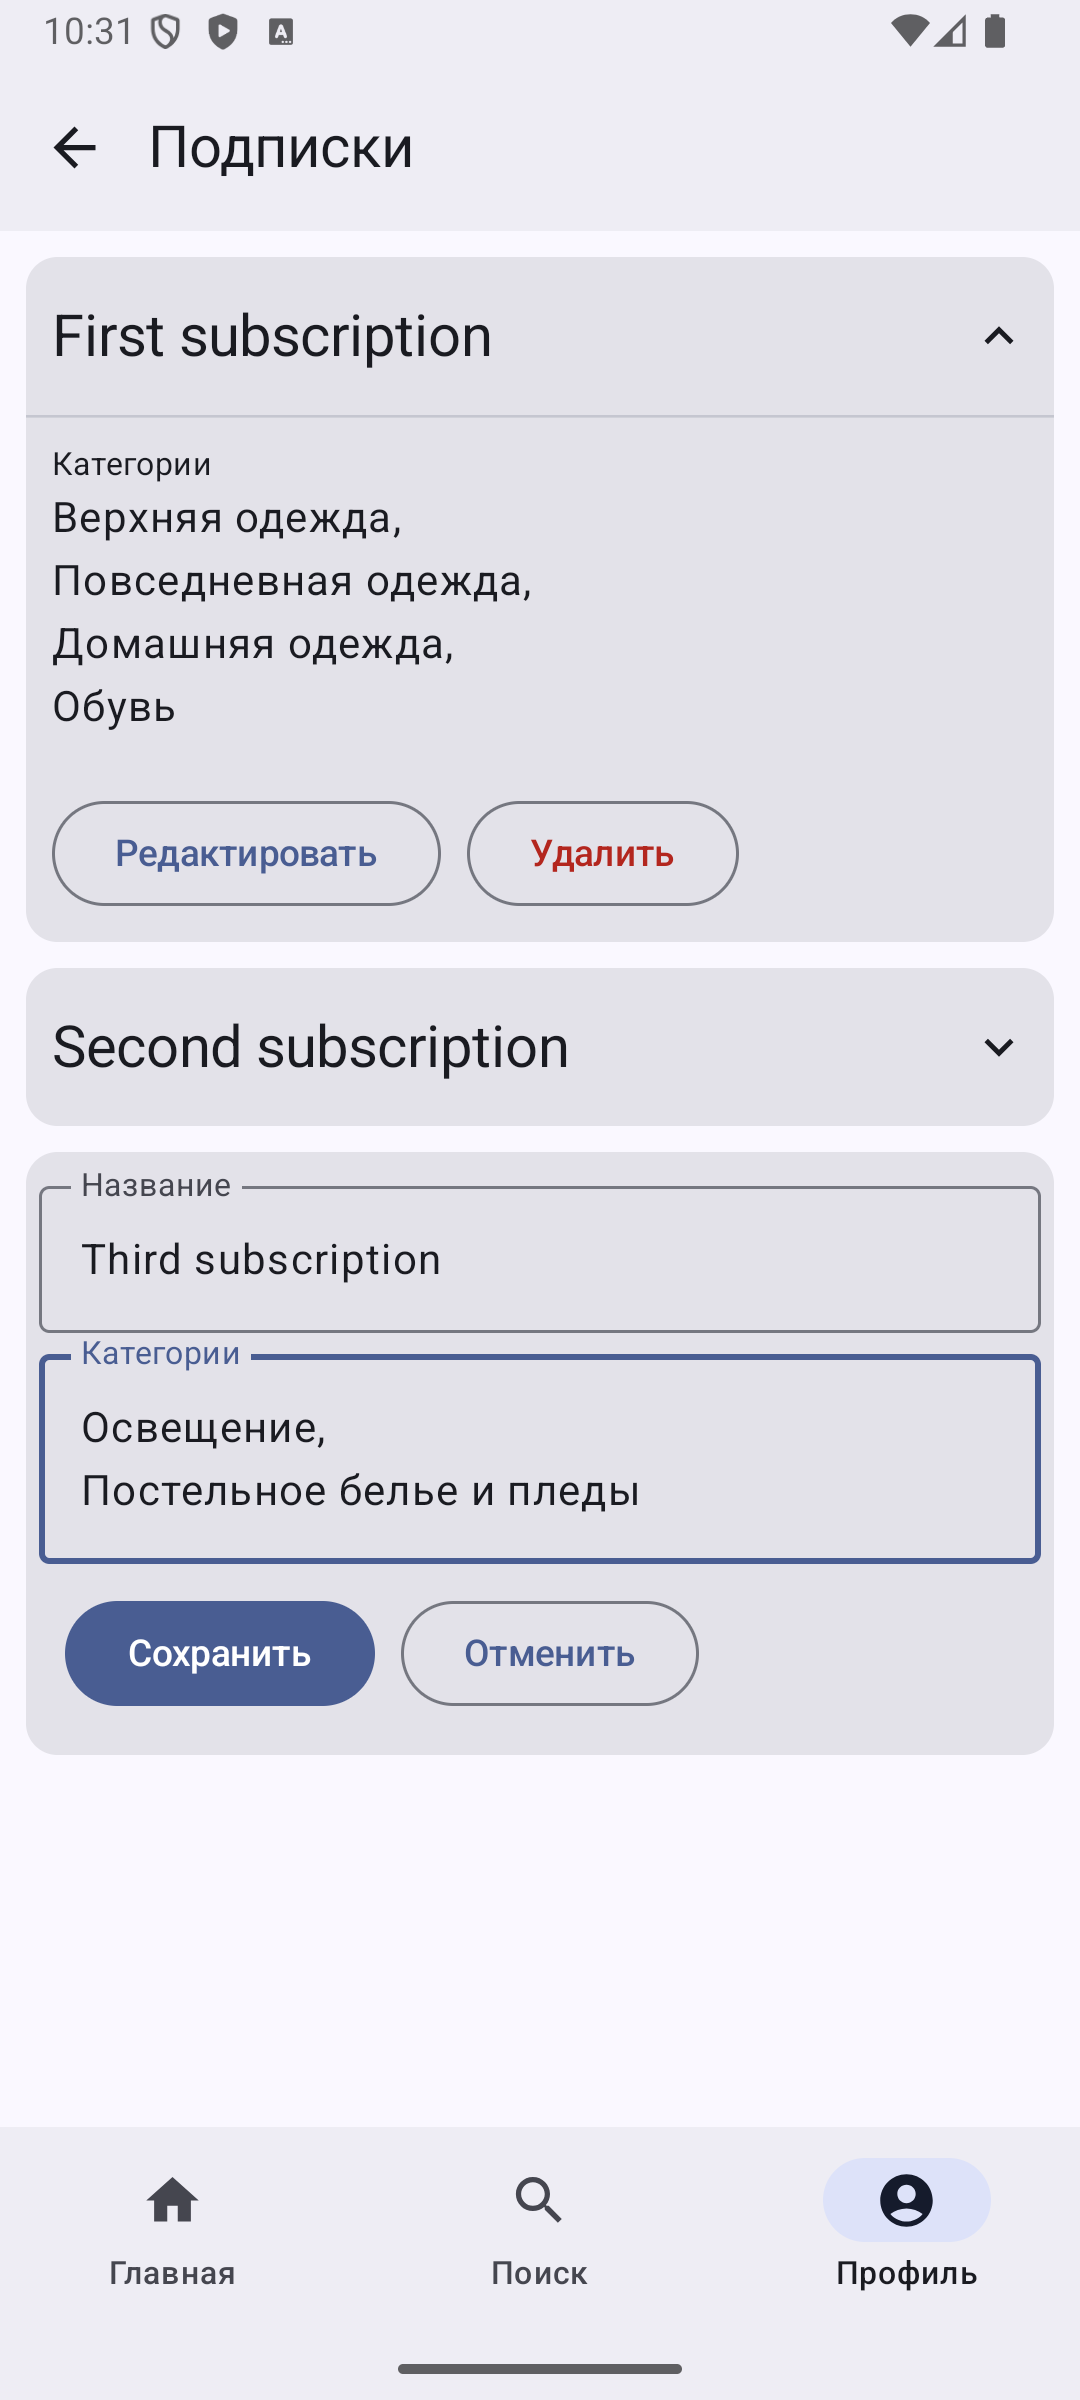 10:31
Подписки
First subscription
Категории
Верхняя одежда,
Повседневная одежда,
Домашняя одежда,
Обувь
Редактировать
Удалить
Second subscription
Название
Third subscription
Категории
Освещение,
Постельное белье и пледы
Сохранить
Отменить
Главная
Поиск
Профиль